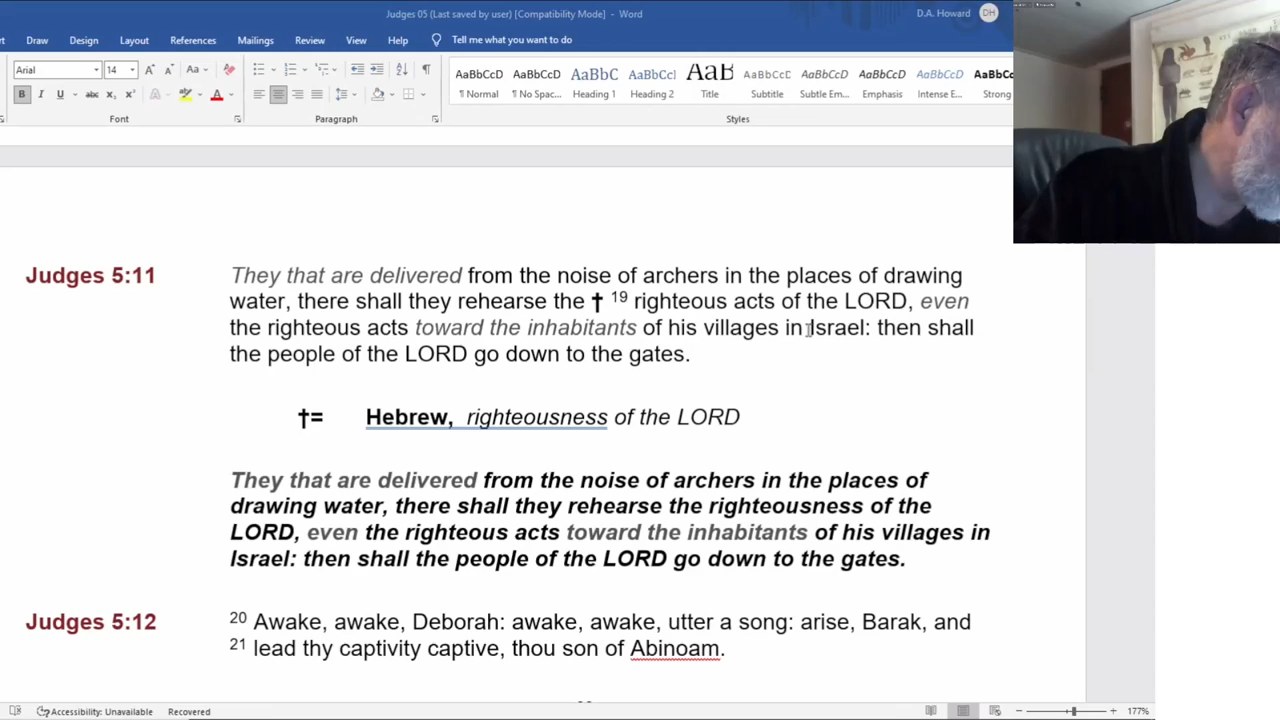 Judges 05 (Last saved by user) [Compatibility Mode] - Word
D.A. Howard DH
Draw Design Layout References Mailings Review View Help Tell me what you want to do
Arial 14 Aa
AaBbCcD AaBbCcD AaBbCc AaBbCc AaB AaBbCcD AaBbCcD AaBbCcD AaBbCcD AaBbCc
¶ Normal ¶ No Spac... Heading 1 Heading 2 Title Subtitle Subtle Em... Emphasis Intense E... Strong
Font Paragraph Styles
Judges 5:11 They that are delivered from the noise of archers in the places of drawing
water, there shall they rehearse the † 19 righteous acts of the LORD, even
the righteous acts toward the inhabitants of his villages in Israel: then shall
the people of the LORD go down to the gates.
†= Hebrew, righteousness of the LORD
They that are delivered from the noise of archers in the places of
drawing water, there shall they rehearse the righteousness of the
LORD, even the righteous acts toward the inhabitants of his villages in
Israel: then shall the people of the LORD go down to the gates.
Judges 5:12 20 Awake, awake, Deborah: awake, awake, utter a song: arise, Barak, and
21 lead thy captivity captive, thou son of Abinoam.
Accessibility: Unavailable Recovered 177%